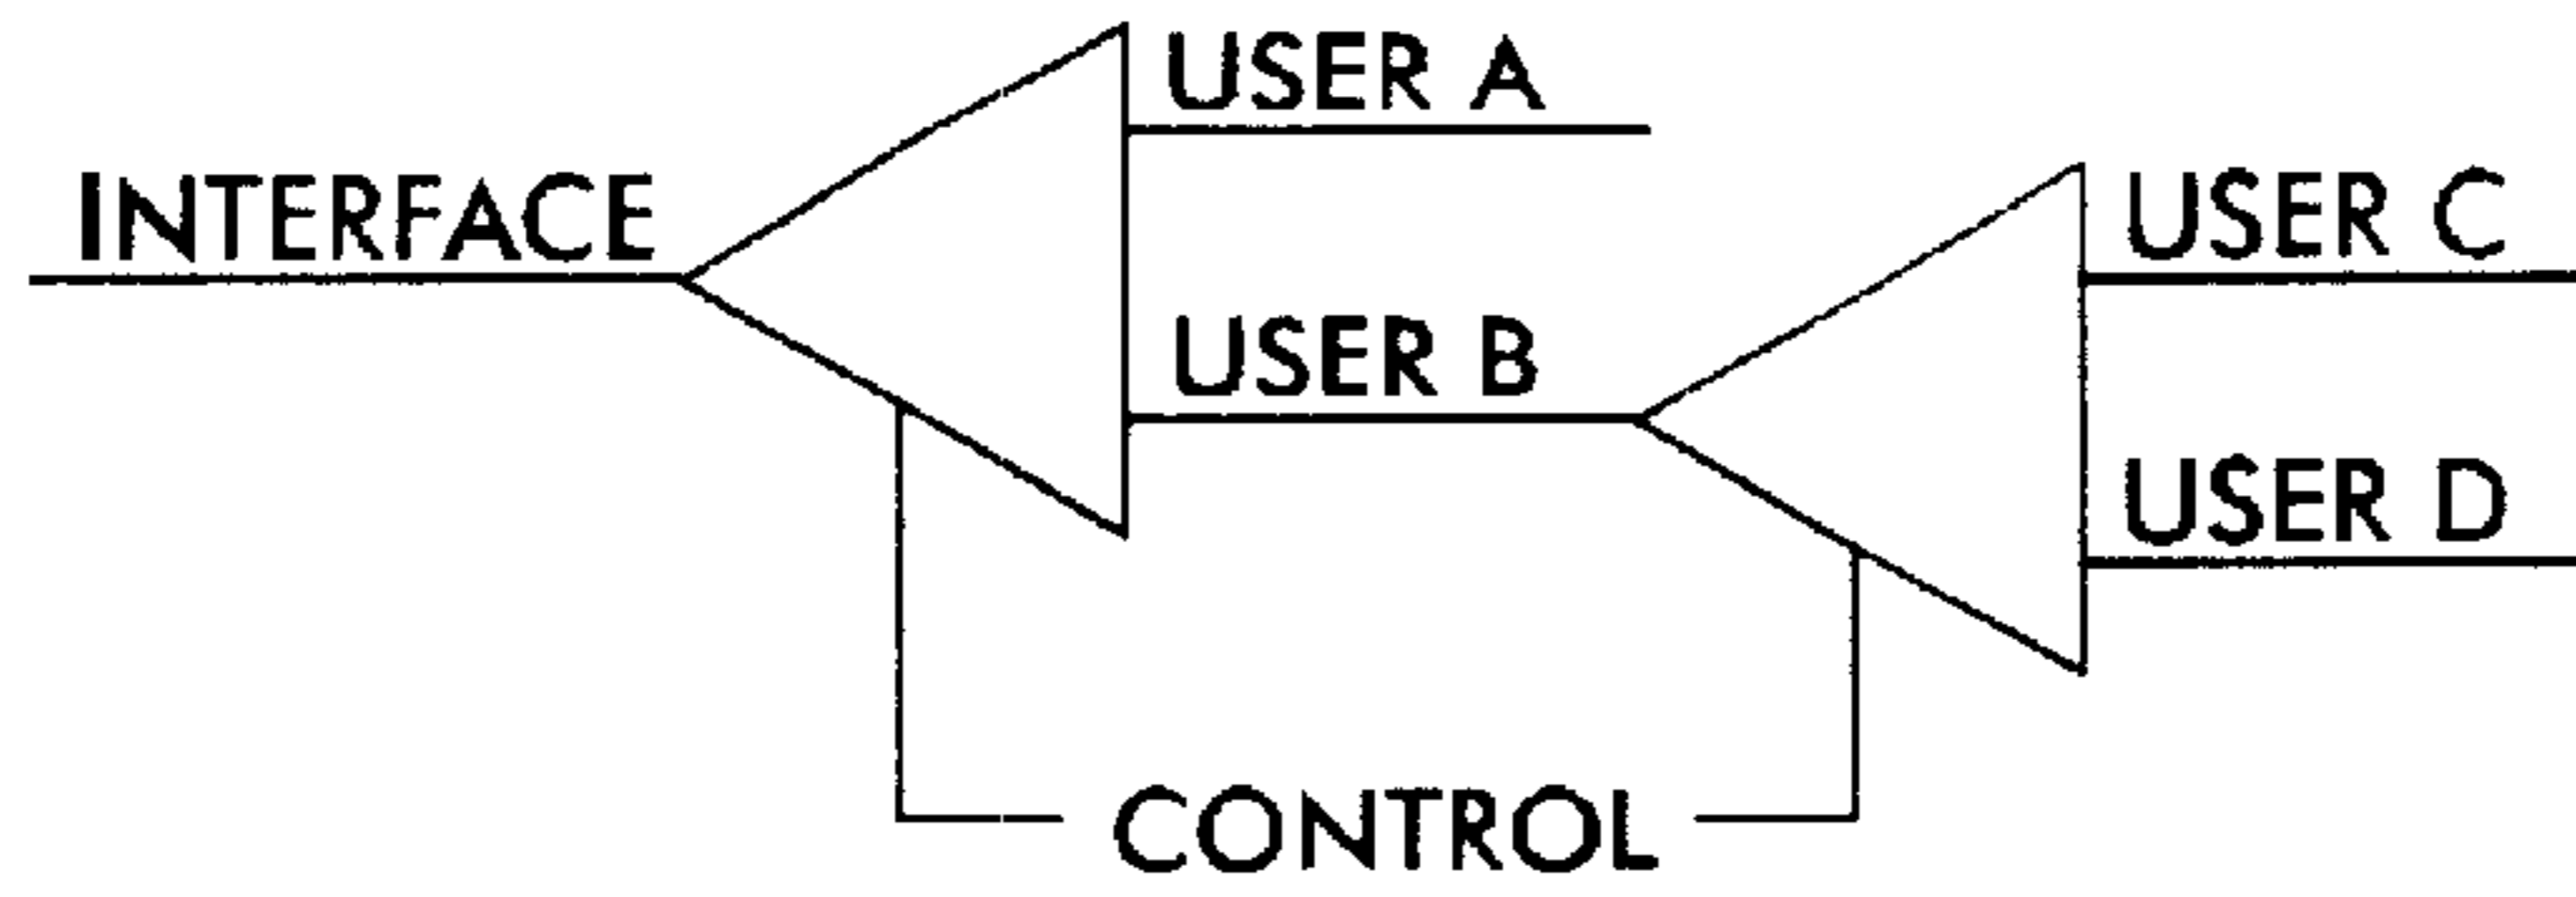 USER A
INTERFACE
USER C
USER B
USER D
CONTROL